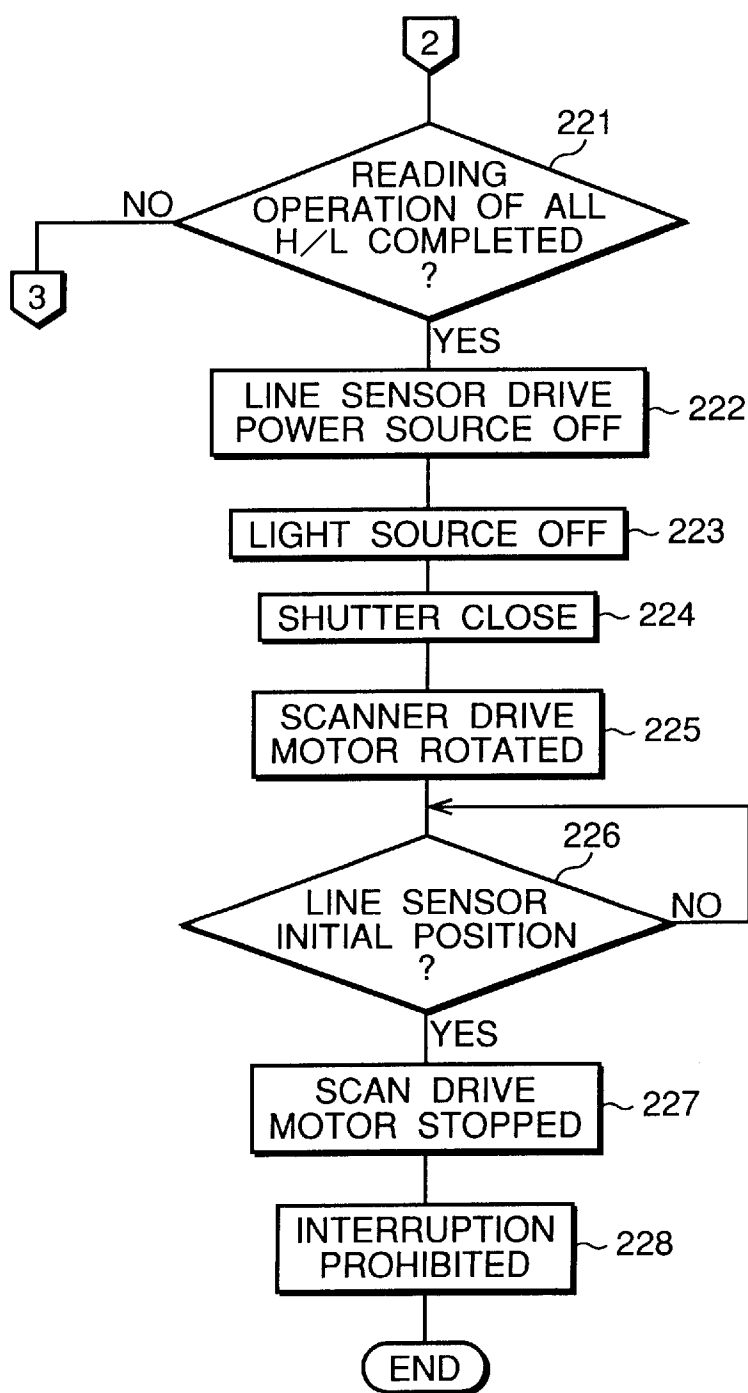 2
221
READING
OPERATION OF ALL
H/L COMPLETED
?
NO
3
YES
LINE SENSOR DRIVE
POWER SOURCE OFF
222
LIGHT SOURCE OFF
223
SHUTTER CLOSE
224
SCANNER DRIVE
MOTOR ROTATED
225
226
LINE SENSOR
INITIAL POSITION
?
NO
YES
SCAN DRIVE
MOTOR STOPPED
227
INTERRUPTION
PROHIBITED
228
END